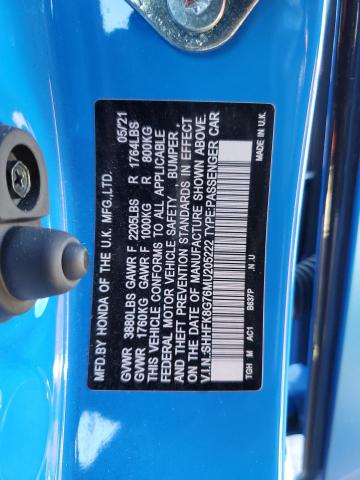 MFD.BY HONDA OF THE U.K. MFG.,LTD. 05/21
GVWR 3880LBS GAWR F 2205LBS R 1764LBS
GVWR 1760KG GAWR F 1000KG R 800KG
THIS VEHICLE CONFORMS TO ALL APPLICABLE
FEDERAL MOTOR VEHICLE SAFETY , BUMPER ,
AND THEFT PREVENTION STANDARDS IN
EFFECT ON THE DATE OF MANUFACTURE SHOWN ABOVE.
V.I.N.:SHHFK8G76MU205222 TYPE:PASSENGER CAR
TGH M AC1 B637P .N.U MADE IN U.K.